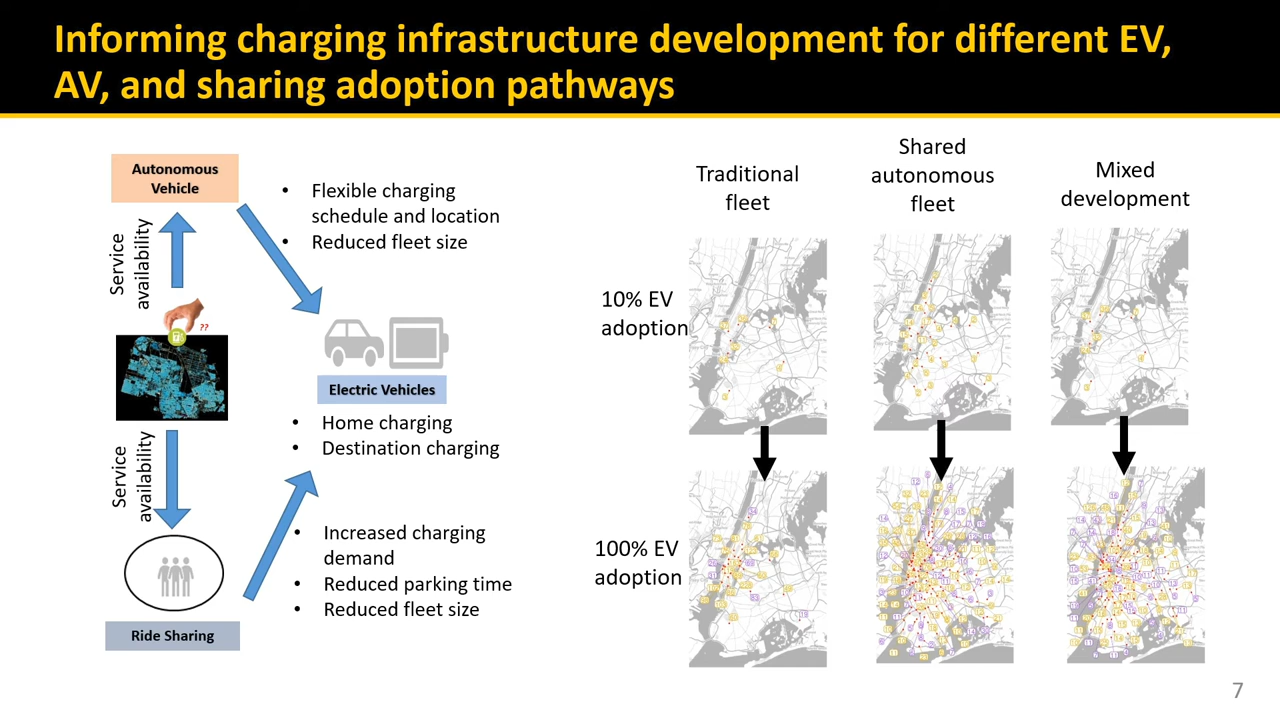 Informing charging infrastructure development for different EV,
AV, and sharing adoption pathways
Autonomous
Vehicle
• Flexible charging
schedule and location
• Reduced fleet size
Service
availability
??
Electric Vehicles
• Home charging
• Destination charging
Service
availability
• Increased charging
demand
• Reduced parking time
• Reduced fleet size
Ride Sharing
Traditional
fleet
Shared
autonomous
fleet
Mixed
development
10% EV
adoption
100% EV
adoption
7